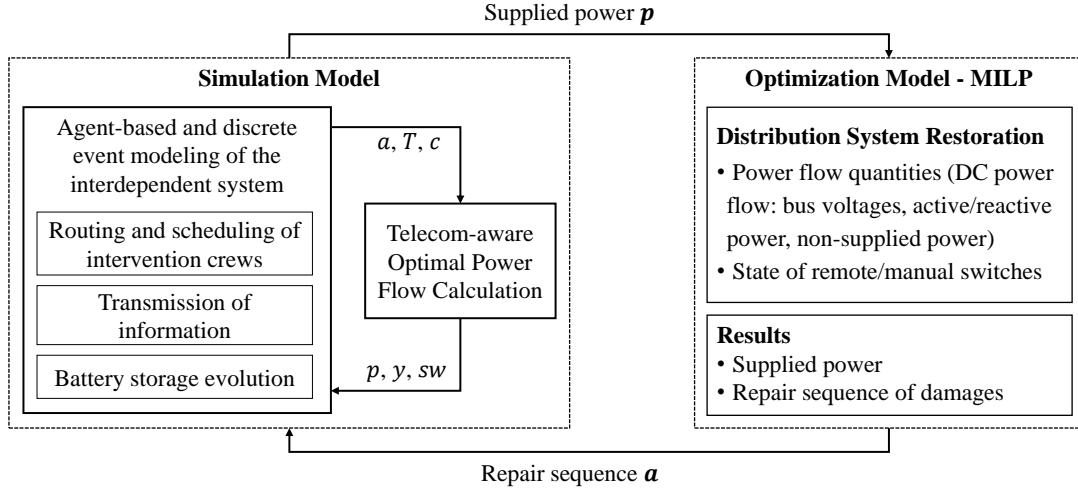 Supplied power p
Simulation Model
Agent-based and discrete
event modeling of the
interdependent system
Routing and scheduling of
intervention crews
Transmission of
information
Battery storage evolution
a, T, c
Telecom-aware
Optimal Power
Flow Calculation
p, y, sw
Optimization Model - MILP
Distribution System Restoration
• Power flow quantities (DC power
flow: bus voltages, active/reactive
power, non-supplied power)
• State of remote/manual switches
Results
• Supplied power
• Repair sequence of damages
Repair sequence a